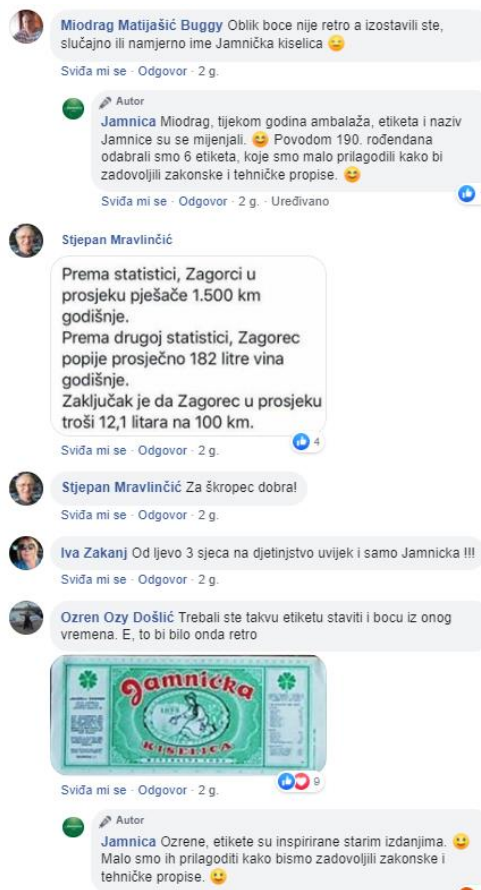 Miodrag Matijašić Buggy Oblik boce nije retro a izostavili ste,
slučajno ili namjerno ime Jamnička kiselica
Sviđa mi se · Odgovor · 2 g.
Autor
Jamnica Miodrag, tijekom godina ambalaža, etiketa i naziv
Jamnice su se mijenjali. 😊 Povodom 190. rođendana
odabrali smo 6 etiketa, koje smo malo prilagodili kako bi
zadovoljili zakonske i tehničke propise. 😊
Sviđa mi se · Odgovor · 2 g. · Uređivano
Stjepan Mravlinčić
Prema statistici, Zagorci u
prosjeku pješače 1.500 km
godišnje.
Prema drugoj statistici, Zagorec
popije prosječno 182 litre vina
godišnje.
Zaključak je da Zagorec u prosjeku
troši 12,1 litara na 100 km.
4
Sviđa mi se · Odgovor · 2 g.
Stjepan Mravlinčić Za škropec dobra!
Sviđa mi se · Odgovor · 2 g.
Iva Zakanj Od ljevo 3 sjeca na djetinjstvo uvijek i samo Jamnicka !!!
Sviđa mi se · Odgovor · 2 g.
Ozren Ozy Došlić Trebali ste takvu etiketu staviti i bocu iz onog
vremena. E, to bi bilo onda retro
Jamnička
KISELICA
9
Sviđa mi se · Odgovor · 2 g.
Autor
Jamnica Ozrene, etikete su inspirirane starim izdanjima. 🙂
Malo smo ih prilagoditi kako bismo zadovoljili zakonske i
tehničke propise. 🙂